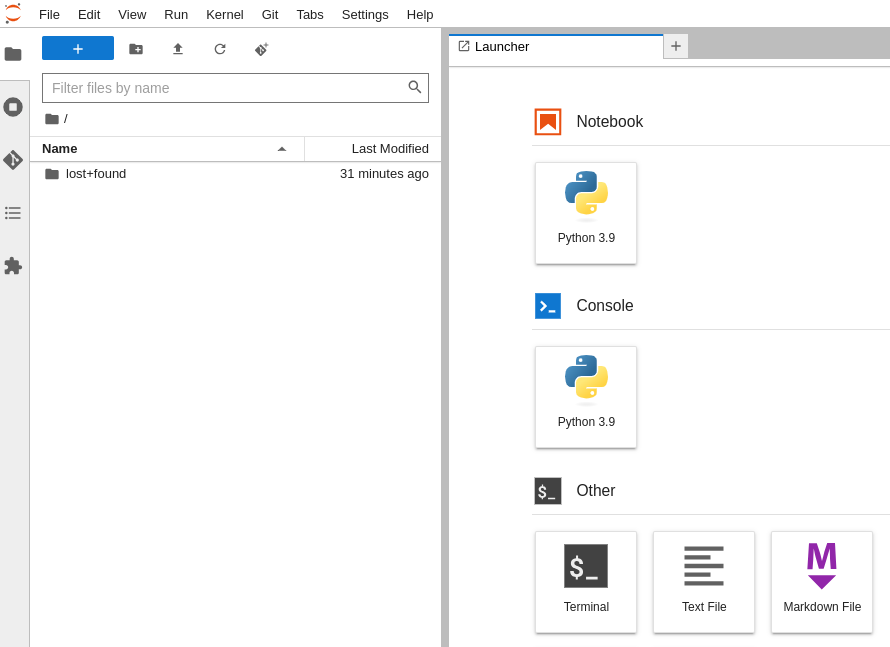 File Edit View Run Kernel Git Tabs Settings Help
Launcher
Filter files by name
/
Name Last Modified
lost+found 31 minutes ago
Notebook
Python 3.9
Console
Python 3.9
$_ Other
$_
Terminal Text File Markdown File